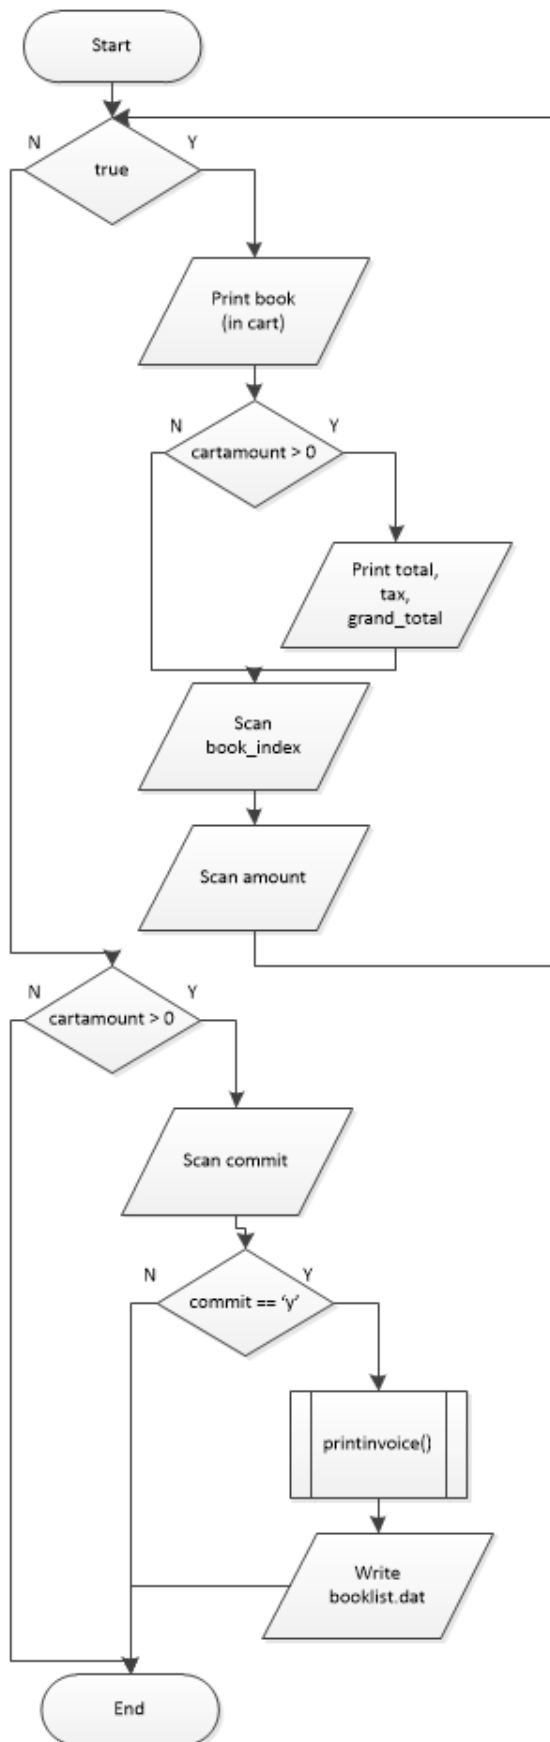 Start
N
Y
true
Print book
(in cart)
N
Y
cartamount > 0
Print total,
tax,
grand_total
Scan
book_index
Scan amount
N
Y
cartamount > 0
Scan commit
N
Y
commit == ‘y’
printinvoice()
Write
booklist.dat
End